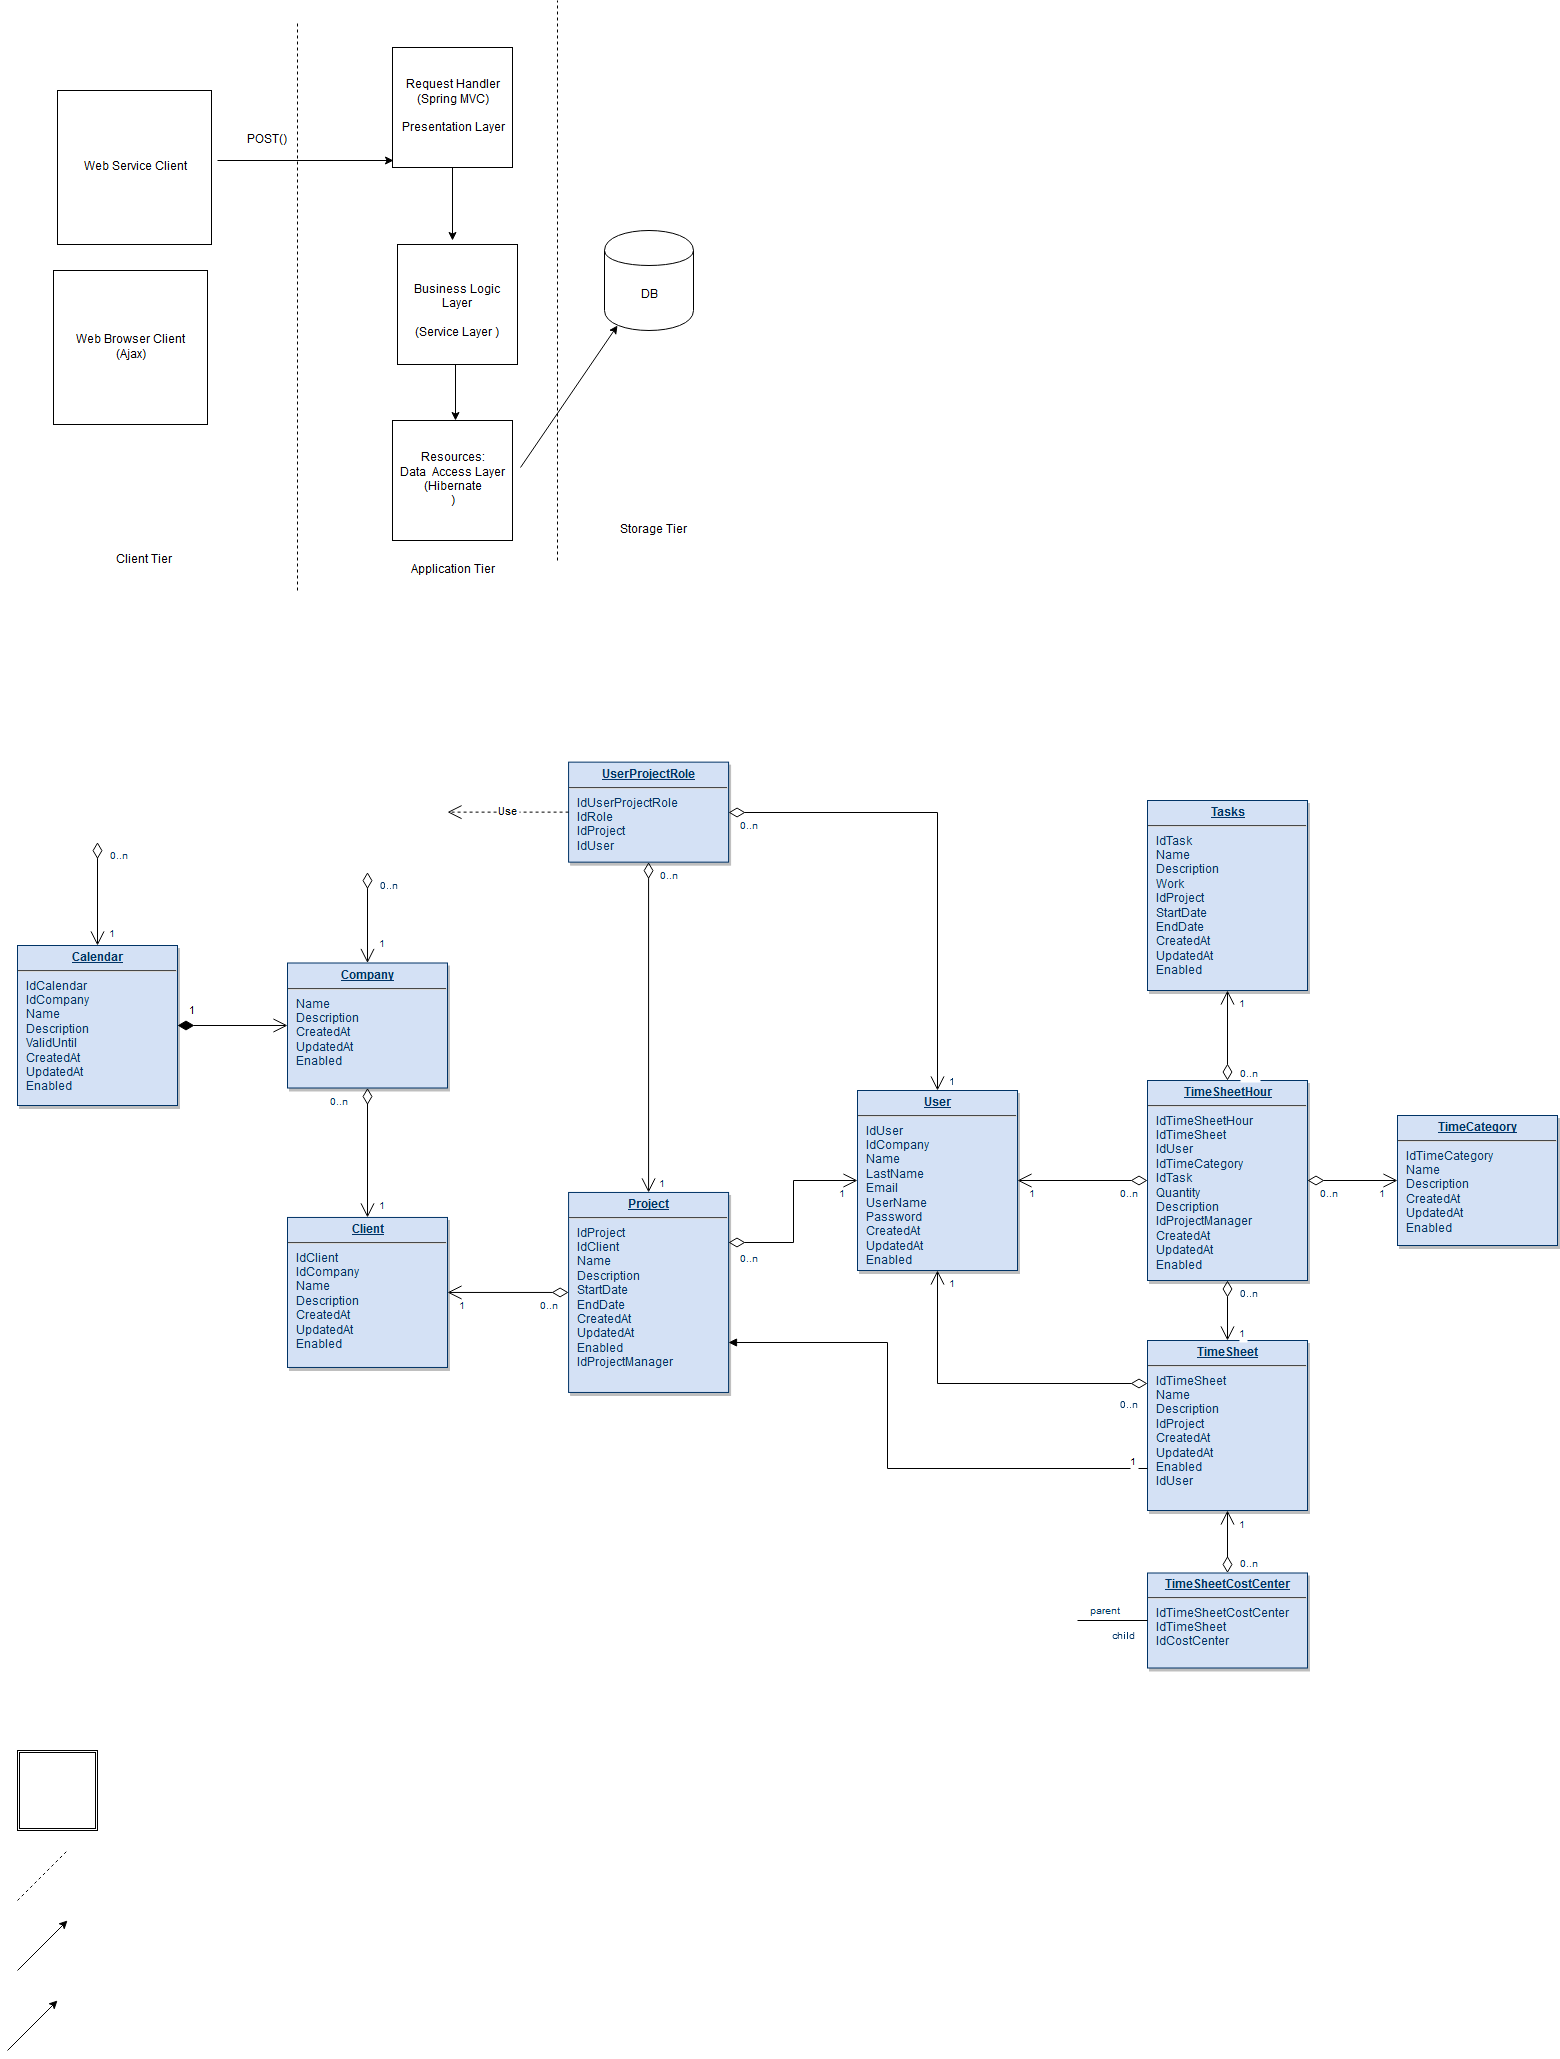 Request Handler
(Spring MVC)
Presentation Layer
POST()
Web Service Client
Business Logic
Layer
(Service Layer )
DB
Web Browser Client
(Ajax)
Resources:
Data  Access Layer
(Hibernate
)
Storage Tier
Client Tier
Application Tier
UserProjectRole
IdUserProjectRole
IdRole
IdProject
IdUser
Use
0..n
0..n
Tasks
IdTask
Name
Description
Work
IdProject
StartDate
EndDate
CreatedAt
UpdatedAt
Enabled
0..n
1
0..n
1
Calendar
IdCalendar
IdCompany
Name
Description
ValidUntil
CreatedAt
UpdatedAt
Enabled
1
Company
Name
Description
CreatedAt
UpdatedAt
Enabled
0..n
1
Client
IdClient
IdCompany
Name
Description
CreatedAt
UpdatedAt
Enabled
1
0..n
1
Project
IdProject
IdClient
Name
Description
StartDate
EndDate
CreatedAt
UpdatedAt
Enabled
IdProjectManager
0..n
1
1
User
IdUser
IdCompany
Name
LastName
Email
UserName
Password
CreatedAt
UpdatedAt
Enabled
1
1
0..n
1
0..n
TimeSheetHour
IdTimeSheetHour
IdTimeSheet
IdUser
IdTimeCategory
IdTask
Quantity
Description
IdProjectManager
CreatedAt
UpdatedAt
Enabled
0..n
1
TimeCategory
IdTimeCategory
Name
Description
CreatedAt
UpdatedAt
Enabled
0..n
1
TimeSheet
IdTimeSheet
Name
Description
IdProject
CreatedAt
UpdatedAt
Enabled
IdUser
0..n
1
1
0..n
TimeSheetCostCenter
IdTimeSheetCostCenter
IdTimeSheet
IdCostCenter
parent
child